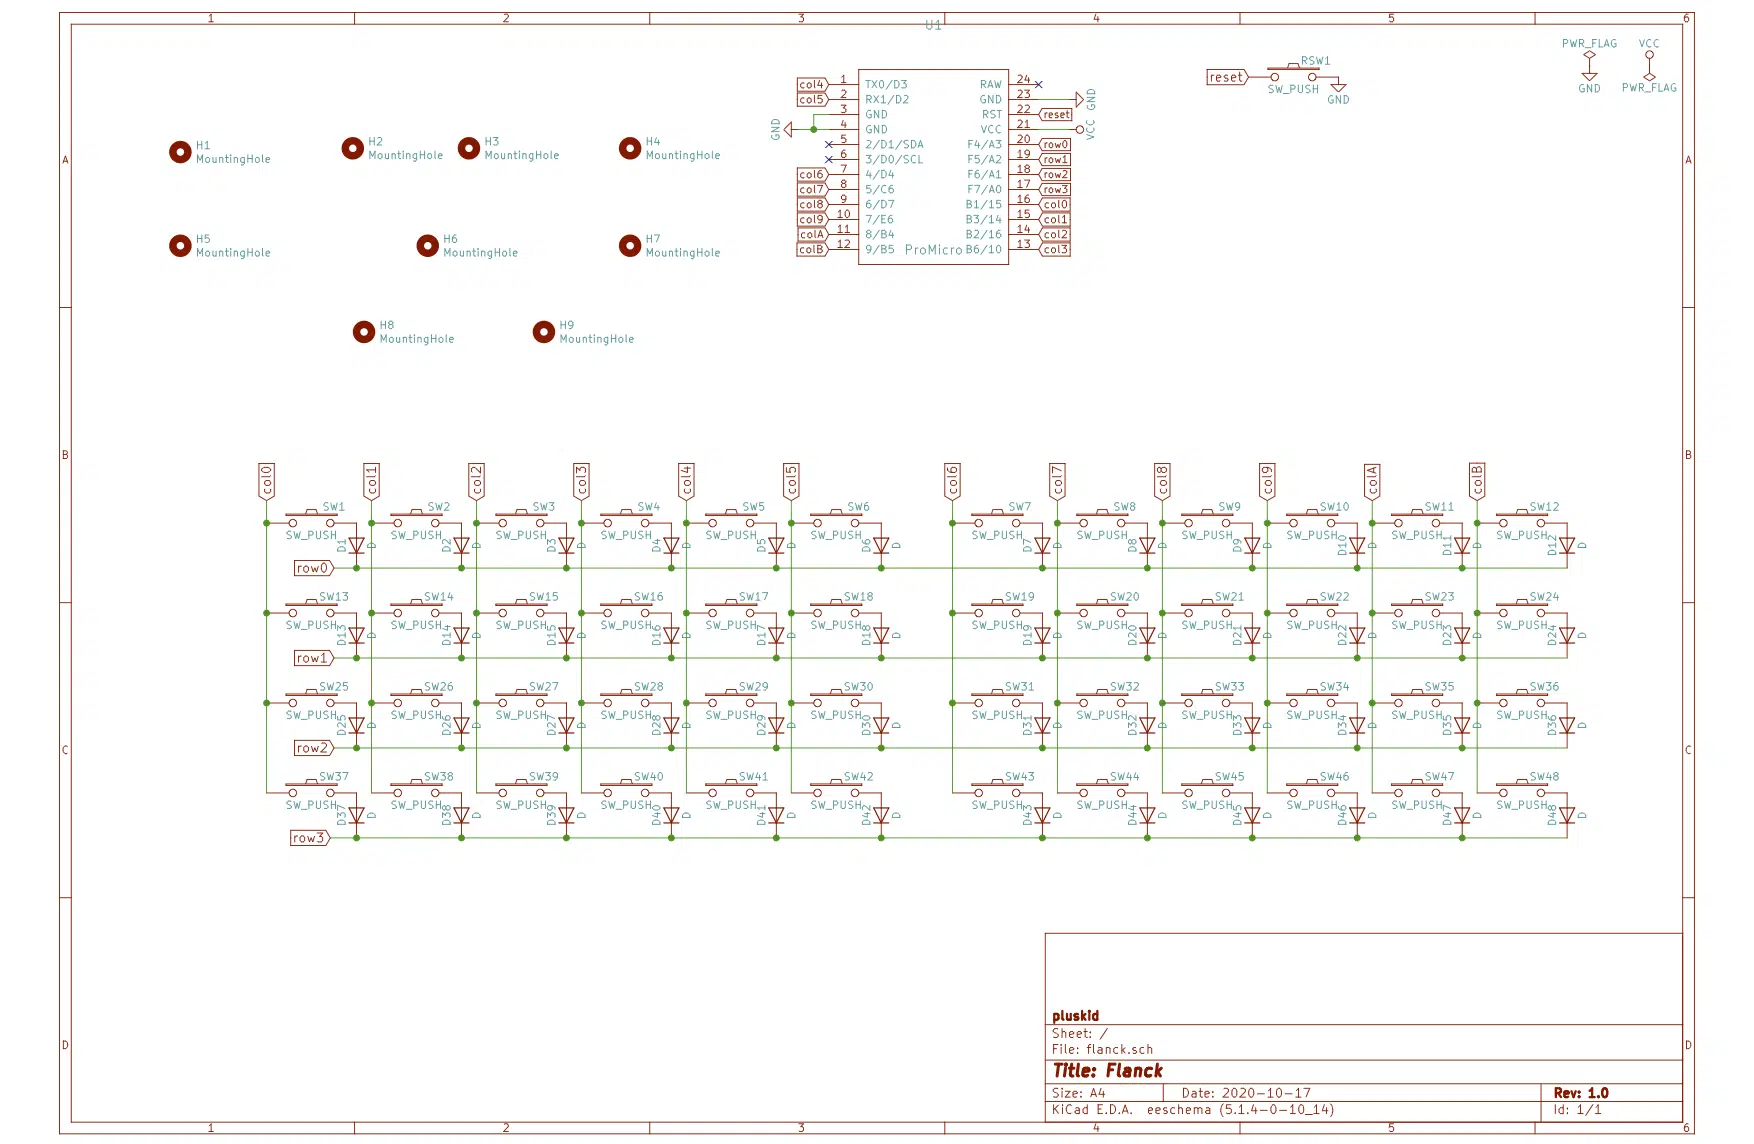 1 2 3 4 5 6
U1
PWR_FLAG VCC
GND PWR_FLAG
reset RSW1
SW_PUSH GND
A A
H1 MountingHole
H2 MountingHole
H3 MountingHole
H4 MountingHole
H5 MountingHole
H6 MountingHole
H7 MountingHole
H8 MountingHole
H9 MountingHole
col4 1 TX0/D3 RAW 24
col5 2 RX1/D2 GND 23 GND
3 GND RST 22 reset
GND 4 GND VCC 21 VCC
5 2/D1/SDA F4/A3 20 row0
6 3/D0/SCL F5/A2 19 row1
col6 7 4/D4 F6/A1 18 row2
col7 8 5/C6 F7/A0 17 row3
col8 9 6/D7 B1/15 16 col0
col9 10 7/E6 B3/14 15 col1
colA 11 8/B4 B2/16 14 col2
colB 12 9/B5 ProMicro B6/10 13 col3
B B
col0 col1 col2 col3 col4 col5 col6 col7 col8 col9 colA colB
SW1 SW2 SW3 SW4 SW5 SW6 SW7 SW8 SW9 SW10 SW11 SW12
SW_PUSH SW_PUSH SW_PUSH SW_PUSH SW_PUSH SW_PUSH SW_PUSH SW_PUSH SW_PUSH SW_PUSH SW_PUSH SW_PUSH
D1 D D2 D D3 D D4 D D5 D D6 D D7 D D8 D D9 D D10 D D11 D D12 D
row0
SW13 SW14 SW15 SW16 SW17 SW18 SW19 SW20 SW21 SW22 SW23 SW24
SW_PUSH SW_PUSH SW_PUSH SW_PUSH SW_PUSH SW_PUSH SW_PUSH SW_PUSH SW_PUSH SW_PUSH SW_PUSH SW_PUSH
D13 D D14 D D15 D D16 D D17 D D18 D D19 D D20 D D21 D D22 D D23 D D24 D
row1
SW25 SW26 SW27 SW28 SW29 SW30 SW31 SW32 SW33 SW34 SW35 SW36
SW_PUSH SW_PUSH SW_PUSH SW_PUSH SW_PUSH SW_PUSH SW_PUSH SW_PUSH SW_PUSH SW_PUSH SW_PUSH SW_PUSH
D25 D D26 D D27 D D28 D D29 D D30 D D31 D D32 D D33 D D34 D D35 D D36 D
row2
C C
SW37 SW38 SW39 SW40 SW41 SW42 SW43 SW44 SW45 SW46 SW47 SW48
SW_PUSH SW_PUSH SW_PUSH SW_PUSH SW_PUSH SW_PUSH SW_PUSH SW_PUSH SW_PUSH SW_PUSH SW_PUSH SW_PUSH
D37 D D38 D D39 D D40 D D41 D D42 D D43 D D44 D D45 D D46 D D47 D D48 D
row3
pluskid
Sheet: /
File: flanck.sch
D D
Title: Flanck
Size: A4 Date: 2020-10-17 Rev: 1.0
KiCad E.D.A. eeschema (5.1.4-0-10_14) Id: 1/1
1 2 3 4 5 6